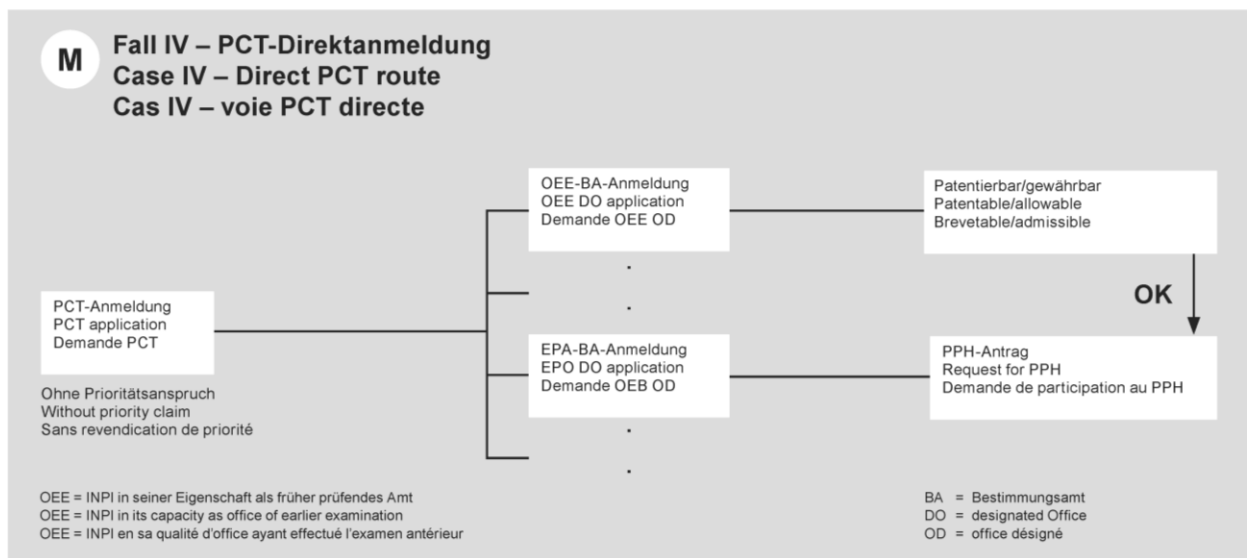 M
Fall IV – PCT-Direktanmeldung
Case IV – Direct PCT route
Cas IV – voie PCT directe
OEE-BA-Anmeldung
OEE DO application
Demande OEE OD
Patentierbar/gewährbar
Patentable/allowable
Brevetable/admissible
OK
PCT-Anmeldung
PCT application
Demande PCT
Ohne Prioritätsanspruch
Without priority claim
Sans revendication de priorité
EPA-BA-Anmeldung
EPO DO application
Demande OEB OD
PPH-Antrag
Request for PPH
Demande de participation au PPH
OEE = INPI in seiner Eigenschaft als früher prüfendes Amt
OEE = INPI in its capacity as office of earlier examination
OEE = INPI en sa qualité d'office ayant effectué l'examen antérieur
BA = Bestimmungsamt
DO = designated Office
OD = office désigné